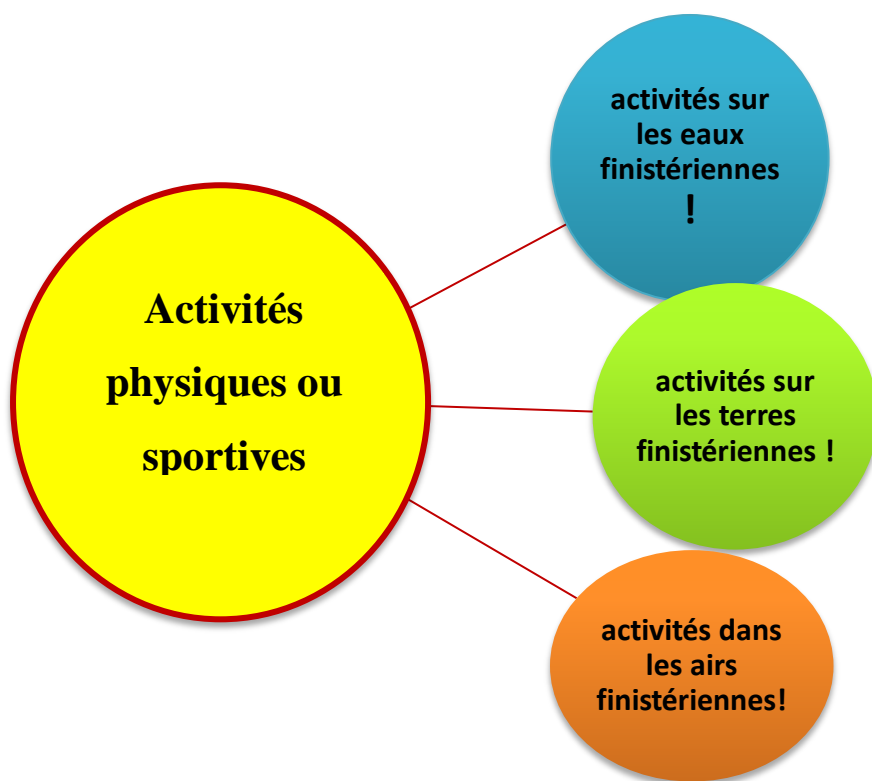 activités sur
les eaux
finistériennes
!
Activités
physiques ou
sportives
activités sur
les terres
finistériennes !
activités dans
les airs
finistériennes!